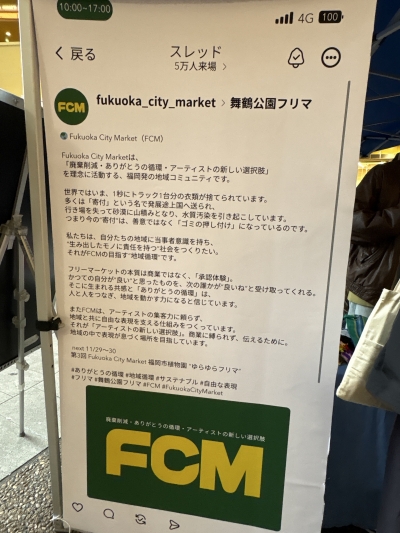 10:00~17:00
4G 100
戻る
スレッド
5万人来場
FCM
fukuoka_city_market > 舞鶴公園フリマ
Fukuoka City Market（FCM）
Fukuoka City Marketは、
「廃棄削減・ありがとうの循環・アーティストの新しい選択肢」
を理念に活動する、福岡発の地域コミュニティです。
世界ではいま、1秒にトラック1台分の衣類が捨てられています。
多くは「寄付」という名で発展途上国へ送られ、
行き場を失って砂漠に山積みとなり、水質汚染を引き起こしています。
つまり今の"寄付"は、善意ではなく「ゴミの押し付け」になっているのです。
私たちは、自分たちの地域に当事者意識を持ち、
"生み出したモノに責任を持つ"社会をつくりたい。
それがFCMの目指す"地域循環"です。
フリーマーケットの本質は商業ではなく、「承認体験」。
かつての自分が"良い"と思ったものを、次の誰かが"良いね"と受け取ってくれる。
そこに生まれる共感と「ありがとうの循環」は、
人と人をつなぎ、地域を動かす力になると信じています。
またFCMは、アーティストの集客力に頼らず、
地域と共に自由な表現を支える仕組みをつくっています。
それが「アーティストの新しい選択肢」。商業に縛られず、伝えるために。
地域の中で表現が息づく場所を目指しています。
next 11/29〜30
第3回 Fukuoka City Market 福岡市植物園 "ゆらゆらフリマ"
#ありがとうの循環 #地域循環 #サステナブル #自由な表現
#フリマ #舞鶴公園フリマ #FCM #FukuokaCityMarket
廃棄削減・ありがとうの循環・アーティストの新しい選択肢
FCM